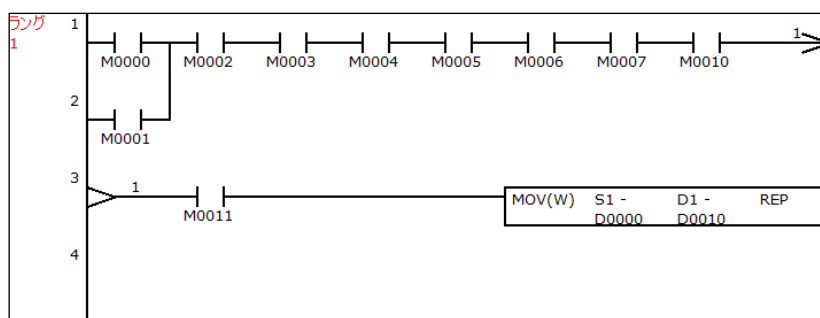 ラング 1
1
M0000 M0002 M0003 M0004 M0005 M0006 M0007 M0010 1
2
M0001
3
1
M0011
MOV(W) S1 - D1 - REP
D0000 D0010
4